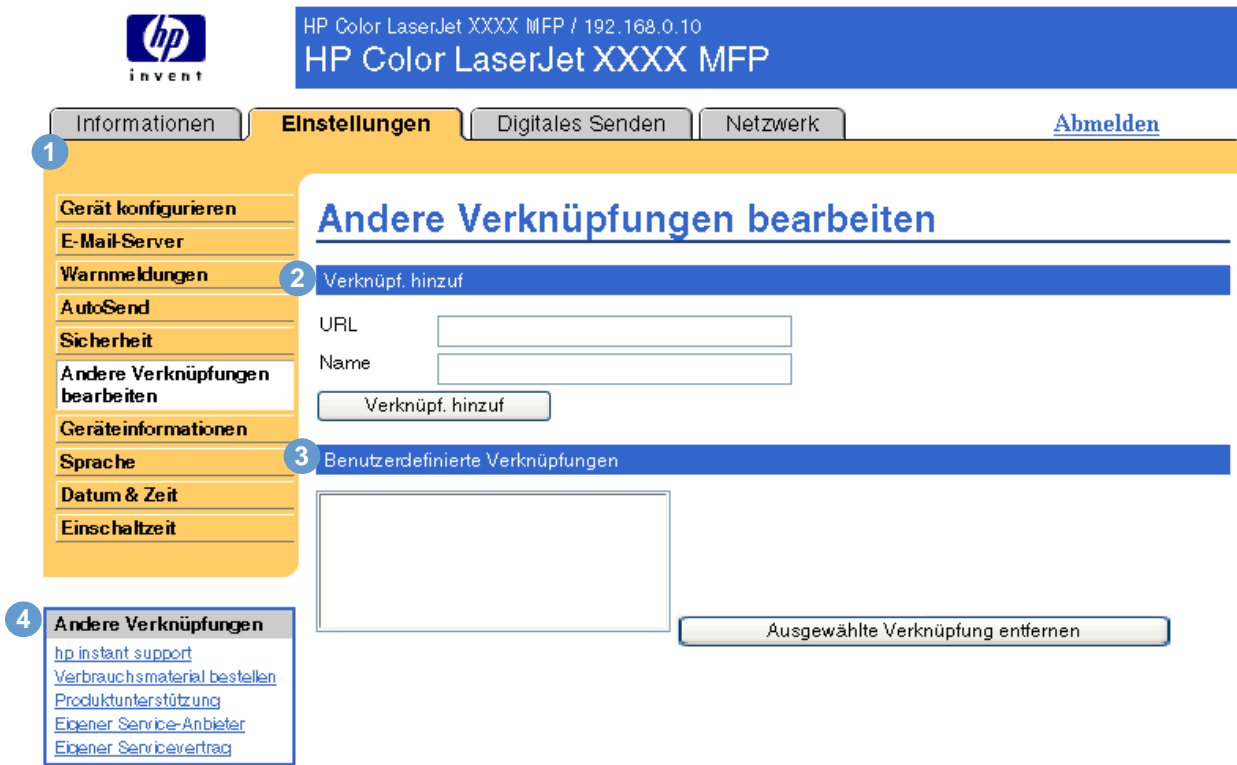 hp
invent
HP Color LaserJet XXXX MFP / 192.168.0.10
HP Color LaserJet XXXX MFP
Informationen
Einstellungen
Digitales Senden
Netzwerk
Abmelden
1
Gerät konfigurieren
E-Mail-Server
Warnmeldungen
AutoSend
Sicherheit
Andere Verknüpfungen
bearbeiten
Geräteinformationen
Sprache
Datum & Zeit
Einschaltzeit
Andere Verknüpfungen bearbeiten
2
Verknüpf. hinzuf
URL
Name
Verknüpf. hinzuf
3
Benutzerdefinierte Verknüpfungen
Ausgewählte Verknüpfung entfernen
4
Andere Verknüpfungen
hp instant support
Verbrauchsmaterial bestellen
Produktunterstützung
Eigener Service-Anbieter
Eigener Servicevertrag